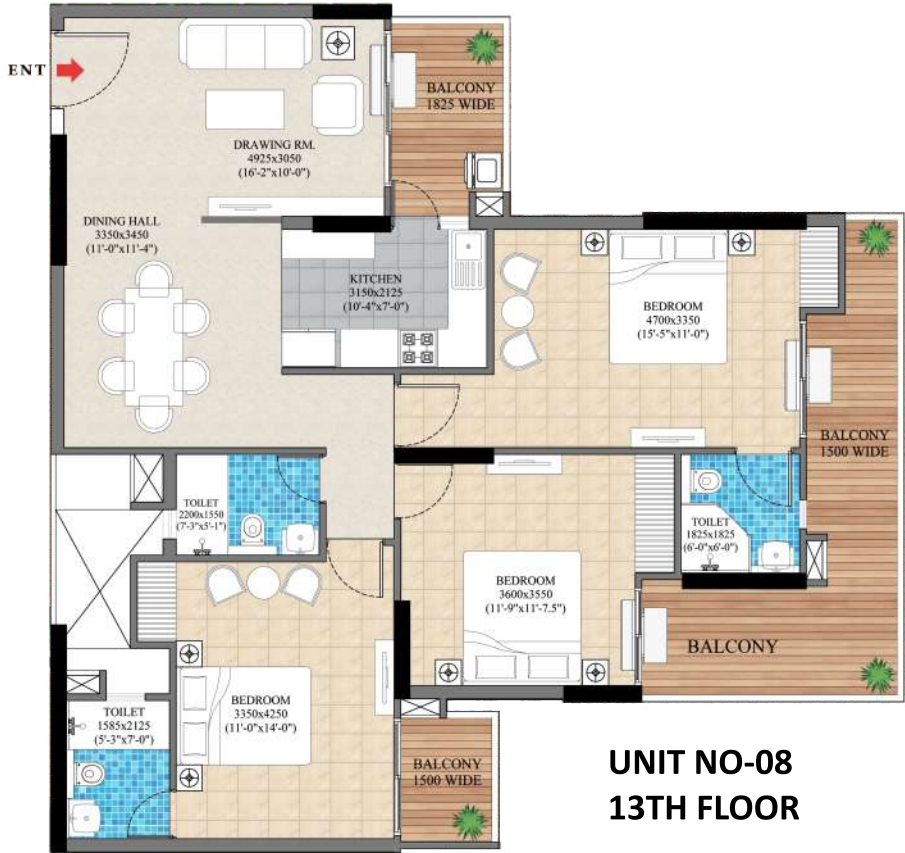 ENT
BALCONY
1825 WIDE
DRAWING RM.
4925x3050
(16'-2"x10'-0")
DINING HALL
3350x3450
(11'-0"x11'-4")
KITCHEN
3150x2125
(10'-4"x7'-0")
BEDROOM
4700x3350
(15'-5"x11'-0")
BALCONY
1500 WIDE
TOILET
2200x1550
(7'-3"x5'-1")
TOILET
1825x1825
(6'-0"x6'-0")
BEDROOM
3600x3550
(11'-9"x11'-7.5")
BALCONY
BEDROOM
3350x4250
(11'-0"x14'-0")
TOILET
1585x2125
(5'-3"x7'-0")
BALCONY
1500 WIDE
UNIT NO-08
13TH FLOOR